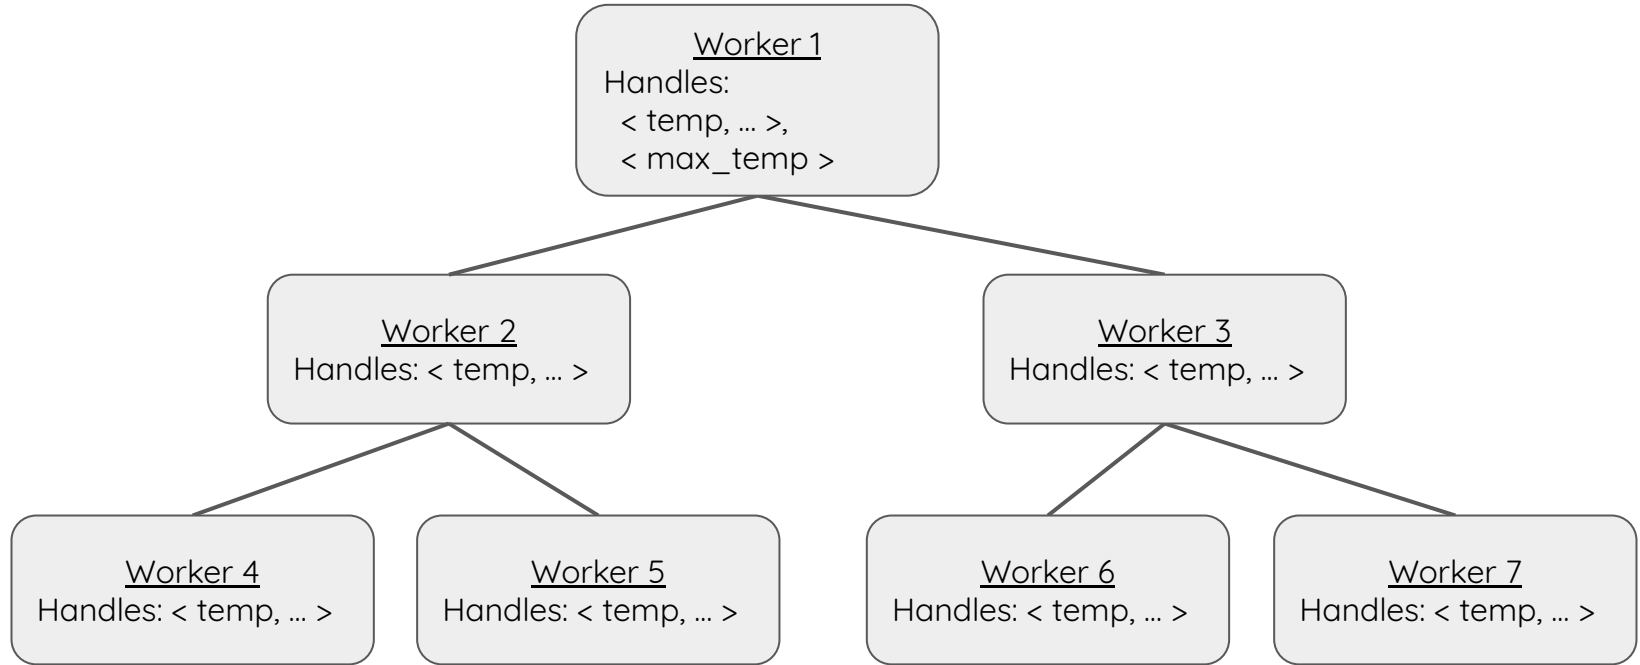 Worker 1
Handles:
< temp, ... >,
< max_temp >
Worker 2
Handles: < temp, ... >
Worker 3
Handles: < temp, ... >
Worker 4
Handles: < temp, ... >
Worker 5
Handles: < temp, ... >
Worker 6
Handles: < temp, ... >
Worker 7
Handles: < temp, ... >